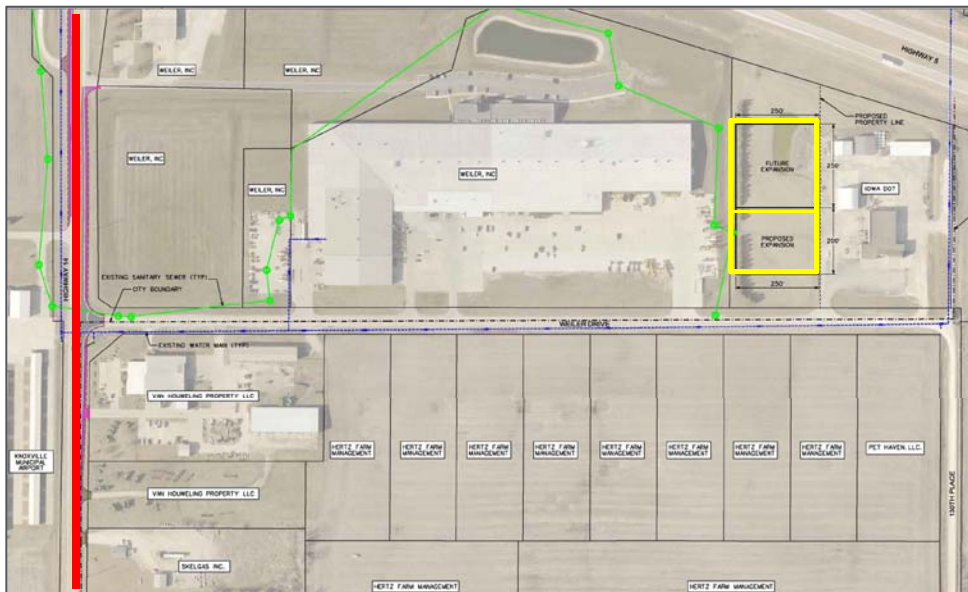 HIGHWAY 5
WEILER, INC
WEILER, INC
PROPOSED
PROPERTY LINE
250'
WEILER, INC
FUTURE
EXPANSION
250'
WEILER, INC
WEILER, INC
IOWA DOT
PROPOSED
EXPANSION
200'
250'
HIGHWAY 14
EXISTING SANITARY SEWER (TYP)
CITY BOUNDARY
WEILER DRIVE
EXISTING WATER MAIN (TYP)
VAN HOUWELING PROPERTY LLC
KNOXVILLE
MUNICIPAL
AIRPORT
HERTZ FARM
MANAGEMENT
HERTZ FARM
MANAGEMENT
HERTZ FARM
MANAGEMENT
HERTZ FARM
MANAGEMENT
HERTZ FARM
MANAGEMENT
HERTZ FARM
MANAGEMENT
HERTZ FARM
MANAGEMENT
HERTZ FARM
MANAGEMENT
PET HAVEN, LLC.
130TH PLACE
VAN HOUWELING PROPERTY LLC
SKELGAS INC.
HERTZ FARM MANAGEMENT
HERTZ FARM MANAGEMENT